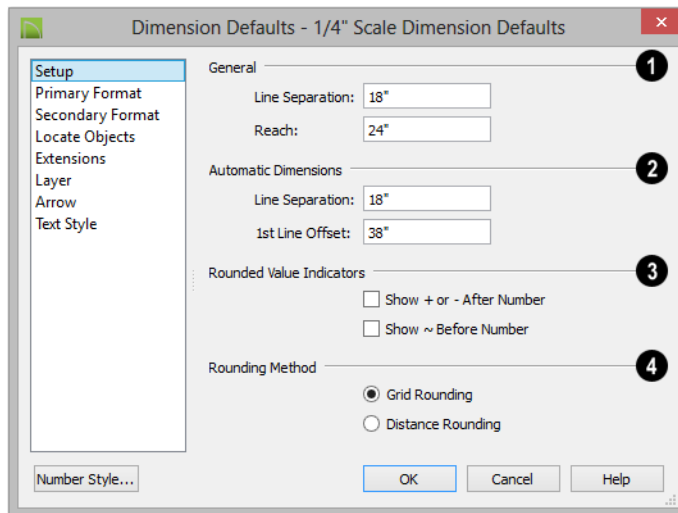 Dimension Defaults - 1/4" Scale Dimension Defaults
Setup
Primary Format
Secondary Format
Locate Objects
Extensions
Layer
Arrow
Text Style
General
1
Line Separation: 18"
Reach: 24"
Automatic Dimensions
2
Line Separation: 18"
1st Line Offset: 38"
Rounded Value Indicators
3
Show + or - After Number
Show ~ Before Number
Rounding Method
4
Grid Rounding
Distance Rounding
Number Style...
OK
Cancel
Help